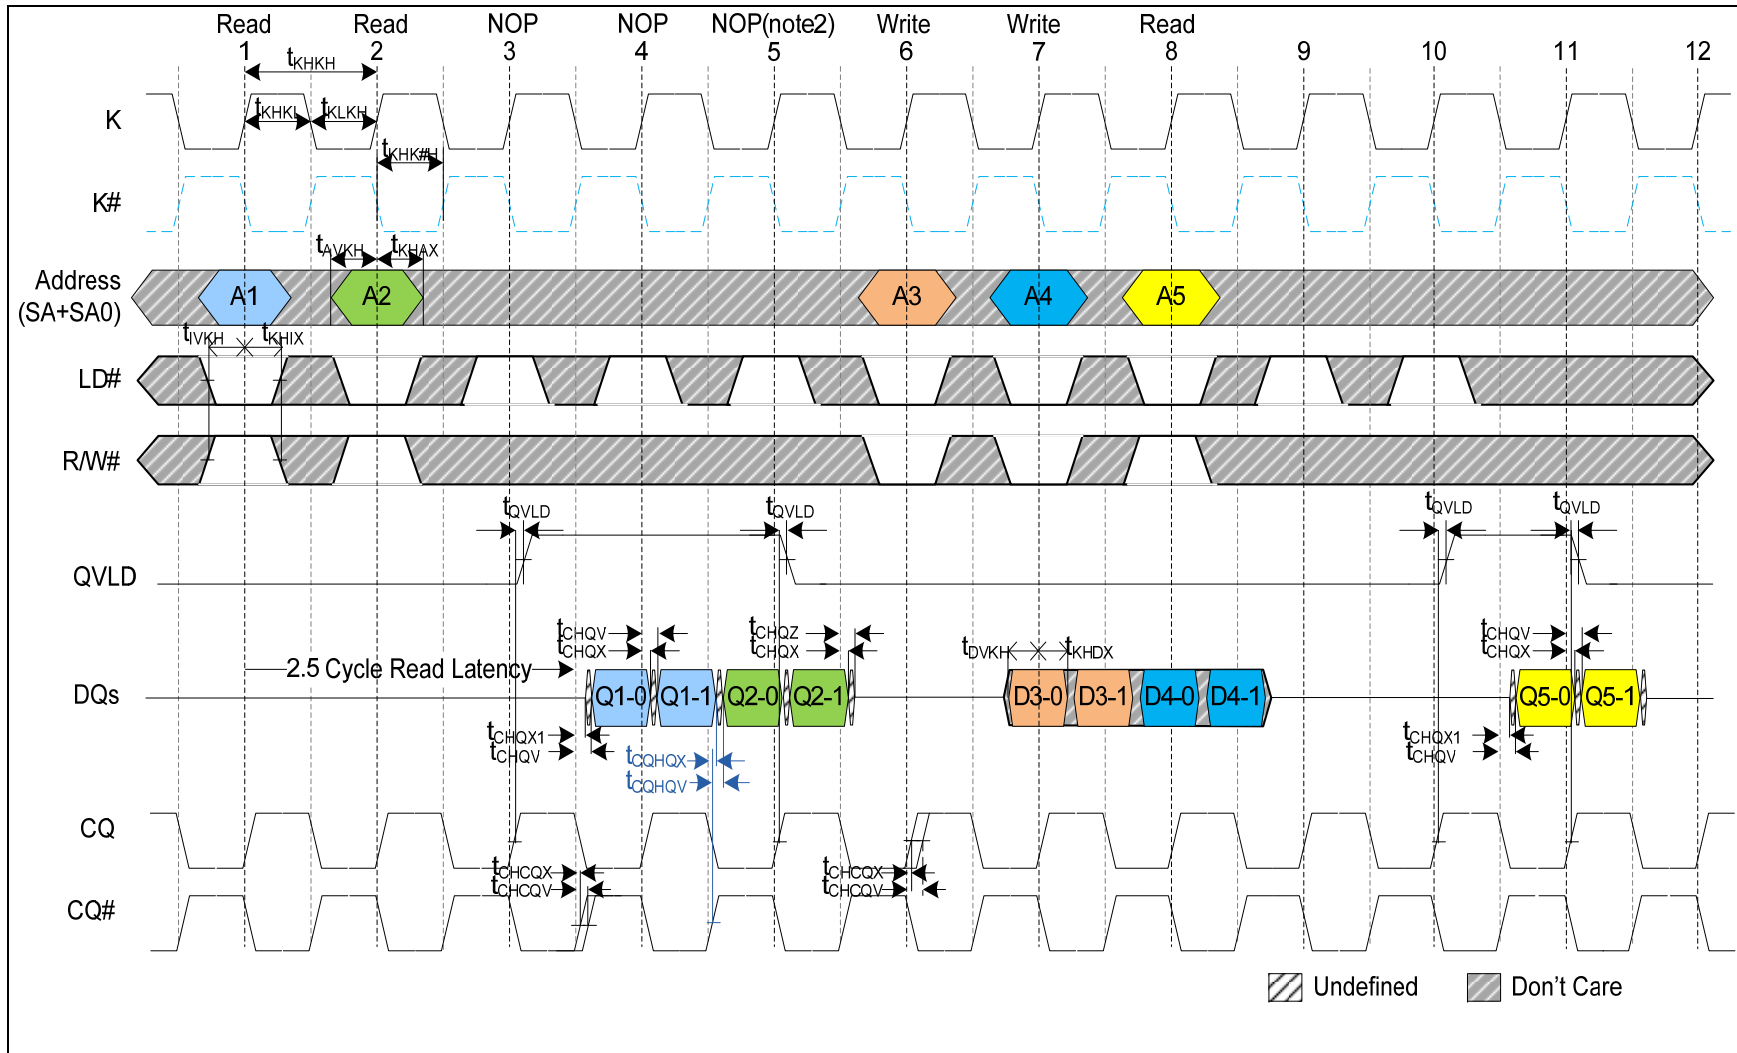 Read Read NOP NOP NOP(note2) Write Write Read
1 2 3 4 5 6 7 8 9 10 11 12
tKHKH
K
tKHKL tKLKH
tKHK#H
K#
tAVKH tKHAX
Address
(SA+SA0)
A1 A2 A3 A4 A5
tIVKH tKHIX
LD#
R/W#
tQVLD tQVLD tQVLD tQVLD
QVLD
tCHQV tCHQZ tCHQV
tCHQX tCHQX tDVKH tKHDX tCHQX
2.5 Cycle Read Latency
DQs
Q1-0 Q1-1 Q2-0 Q2-1 D3-0 D3-1 D4-0 D4-1 Q5-0 Q5-1
tCHQX1 tCHQX1
tCHQV tCHQV
tCQHQX
tCQHQV
CQ
tCHCQX tCHCQX
tCHCQV tCHCQV
CQ#
Undefined Don't Care